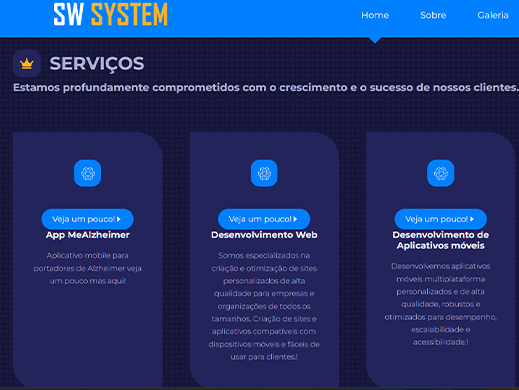 SW SYSTEM
Home Sobre Galeria
SERVIÇOS
Estamos profundamente comprometidos com o crescimento e o sucesso de nossos clientes.
Veja um pouco!
App MeAlzheimer
Aplicativo mobile para
portadores de Alzheimer veja
um pouco mas aqui!
Veja um pouco!
Desenvolvimento Web
Somos especializados na
criação e otimização de sites
personalizados de alta
qualidade para empresas e
organizações de todos os
tamanhos. Criação de sites e
aplicativos compatíveis com
dispositivos móveis e fáceis de
usar para clientes.!
Veja um pouco!
Desenvolvimento de
Aplicativos móveis
Desenvolvemos aplicativos
móveis multiplataforma
personalizados e de alta
qualidade, robustos e
otimizados para desempenho,
escalabilidade e
acessibilidade.!